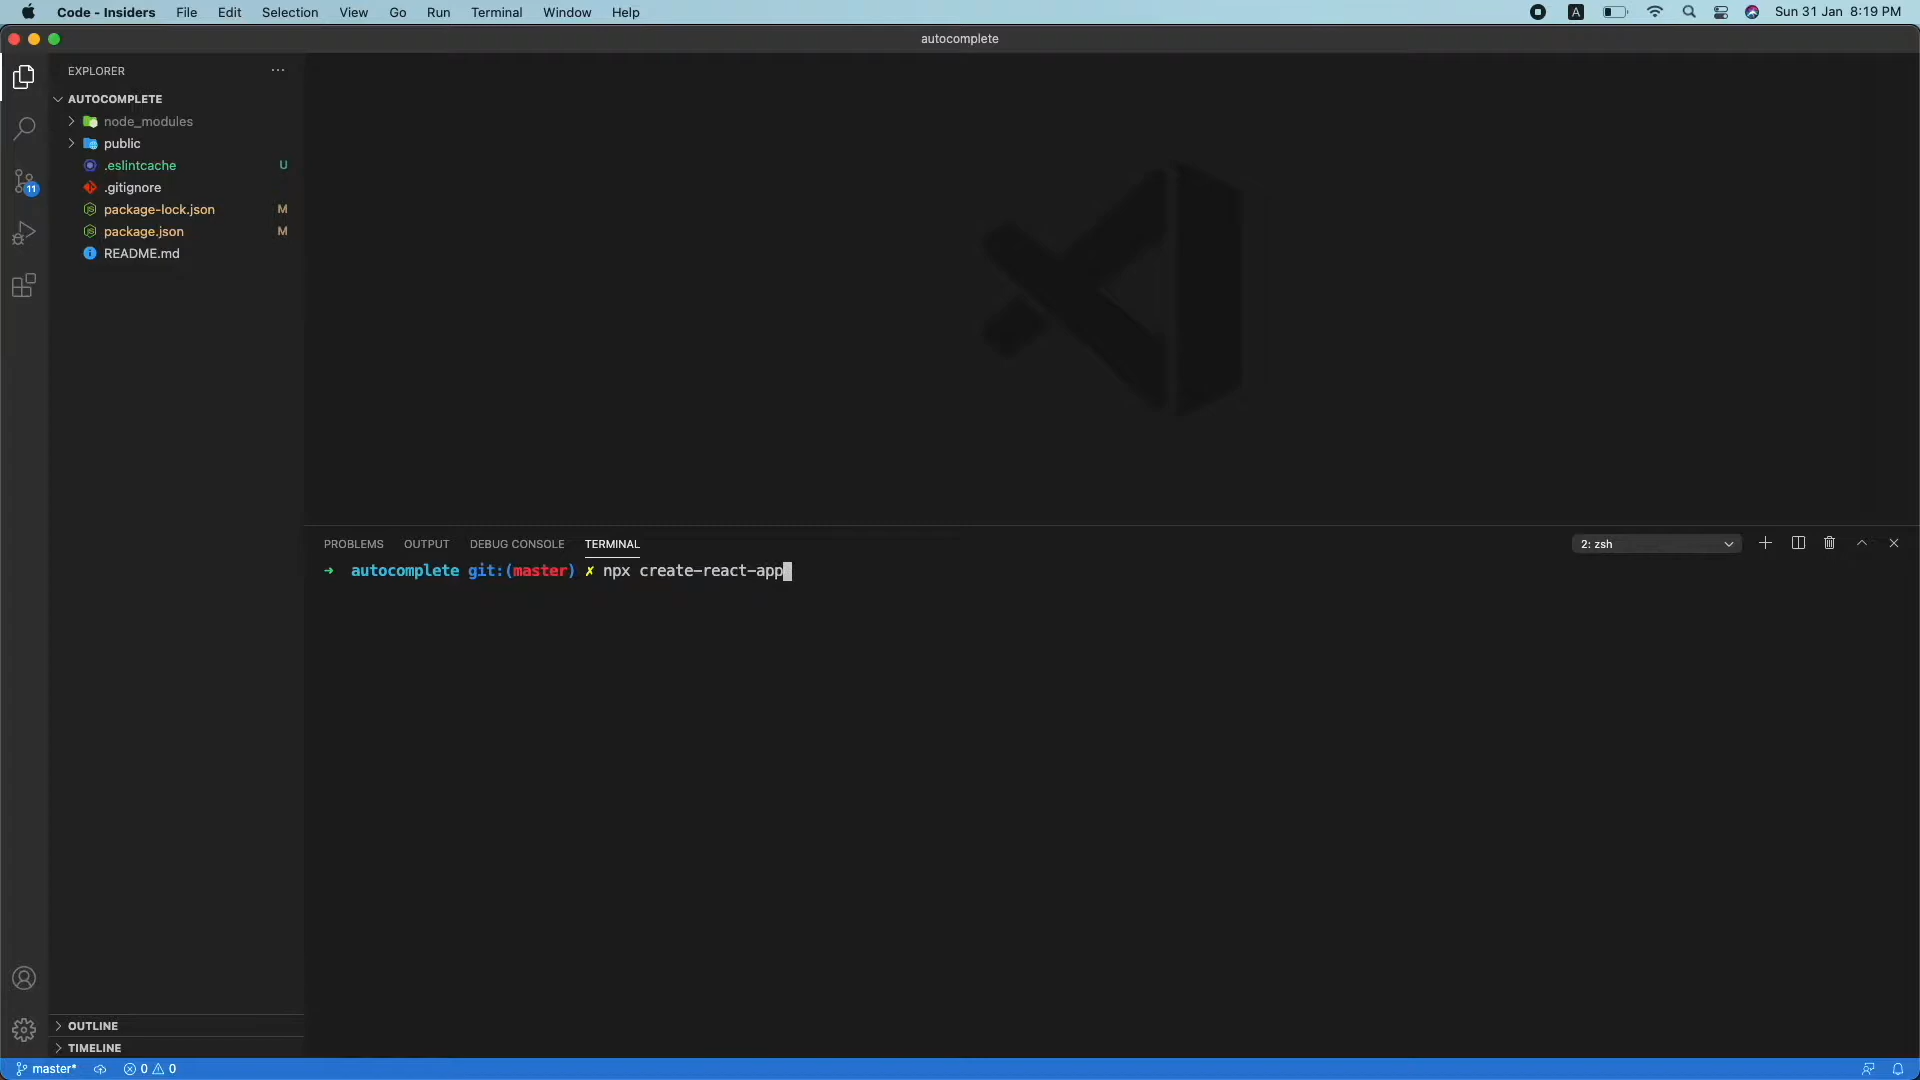 Code - Insiders File Edit Selection View Go Run Terminal Window Help A Sun 31 Jan 8:19 PM
autocomplete
EXPLORER
AUTOCOMPLETE
node_modules
public
.eslintcache U
.gitignore
package-lock.json M
package.json M
README.md
11
PROBLEMS OUTPUT DEBUG CONSOLE TERMINAL 2: zsh
➜ autocomplete git:(master) ✗ npx create-react-app
OUTLINE
TIMELINE
master* 0 0